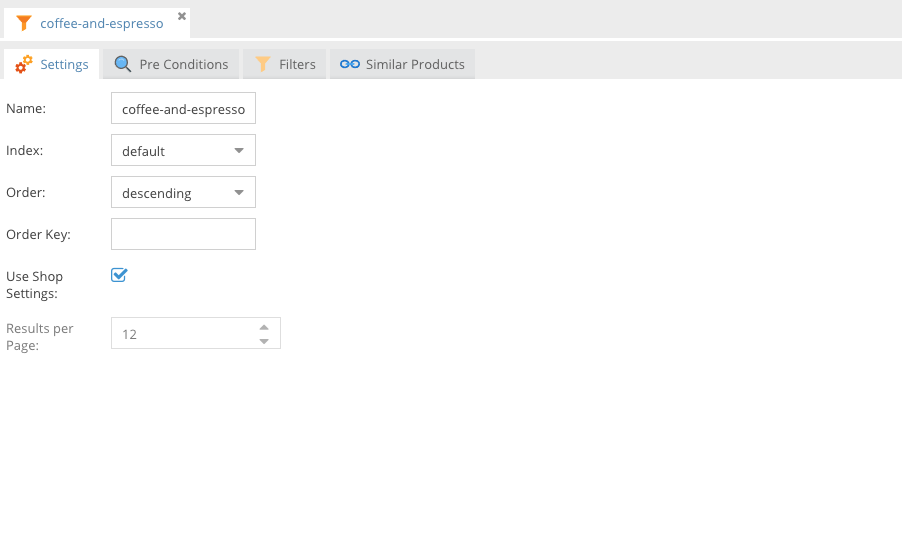 coffee-and-espresso
Settings Pre Conditions Filters Similar Products
Name: coffee-and-espresso
Index: default
Order: descending
Order Key:
Use Shop
Settings:
Results per
Page: 12